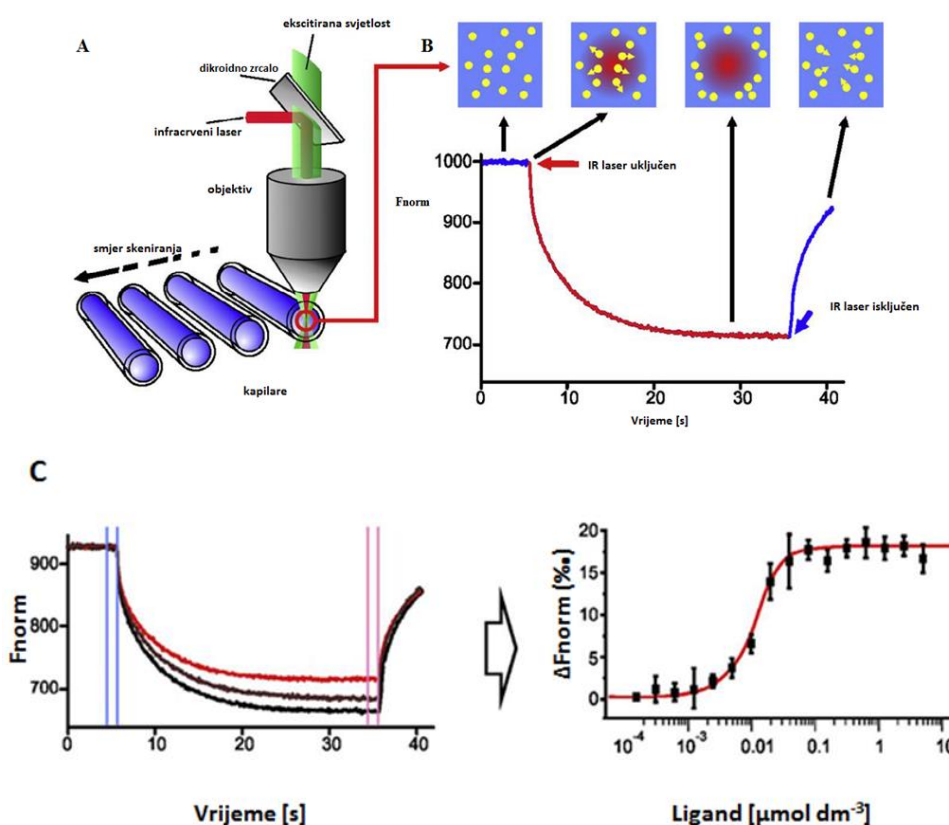 A
ekscitirana svjetlost
dikroidno zrcalo
infracrveni laser
objektiv
smjer skeniranja
kapilare
B
1000
900
800
700
Fnorm
IR laser uključen
IR laser isključen
0
10
20
30
40
Vrijeme [s]
C
900
800
700
Fnorm
0
10
20
30
40
Vrijeme [s]
20
15
10
5
0
ΔFnorm (‰)
10⁻⁴
10⁻³
0.01
0.1
1
10
Ligand [µmol dm⁻³]